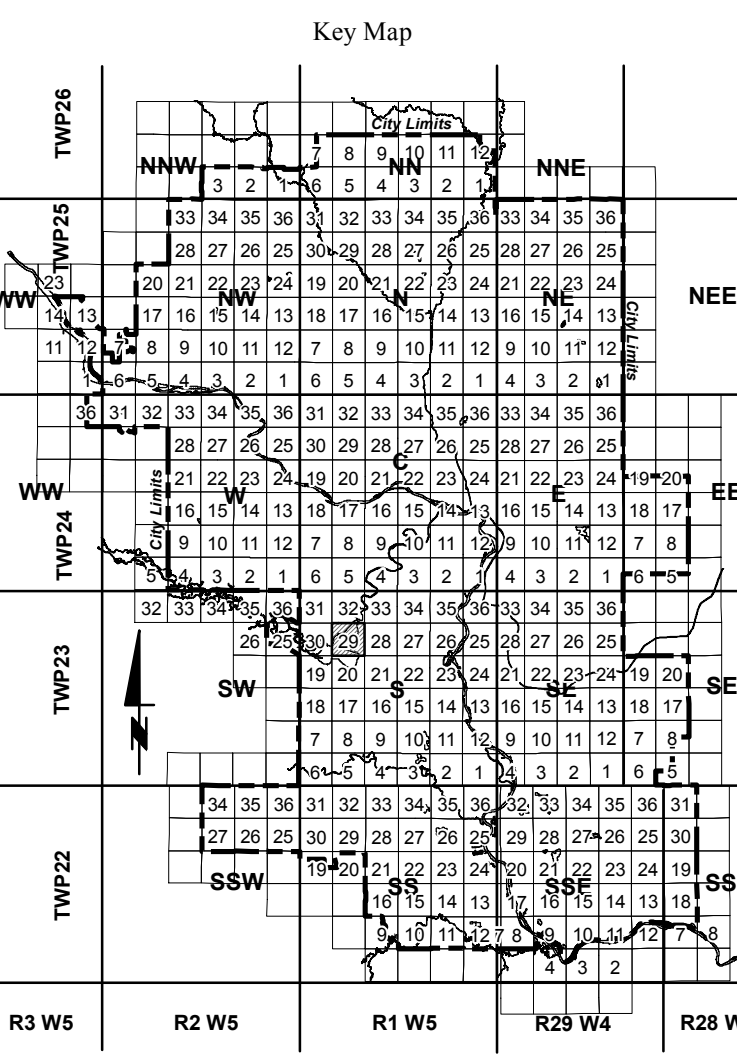 Key Map
TWP26
City Limits
7 8 9 10 11 12
NNW NN NNE
3 2 1 6 5 4 3 2 1
TWP25
33 34 35 36 31 32 33 34 35 36 33 34 35 36
28 27 26 25 30 29 28 27 26 25 28 27 26 25
23 20 21 22 23 24 19 20 21 22 23 24 21 22 23 24
WW NW N NE NEE
14 13 17 16 15 14 13 18 17 16 15 14 13 16 15 14 13
City Limits
11 12 7 8 9 10 11 12 7 8 9 10 11 12 9 10 11 12
1 6 5 4 3 2 1 6 5 4 3 2 1 4 3 2 1
36 31 32 33 34 35 36 31 32 33 34 35 36 33 34 35 36
28 27 26 25 30 29 28 27 26 25 28 27 26 25
C
21 22 23 24 19 20 21 22 23 24 21 22 23 24 19 20
WW W E EE
City Limits
16 15 14 13 18 17 16 15 14 13 16 15 14 13 18 17
TWP24
9 10 11 12 7 8 9 10 11 12 9 10 11 12 7 8
5 4 3 2 1 6 5 4 3 2 1 4 3 2 1 6 5
32 33 34 35 36 31 32 33 34 35 36 33 34 35 36
26 25 30 29 28 27 26 25 28 27 26 25
TWP23
19 20 21 22 23 24 21 22 23 24 19 20
SW S SE SE
18 17 16 15 14 13 16 15 14 13 18 17
7 8 9 10 11 12 9 10 11 12 7 8
6 5 4 3 2 1 4 3 2 1 6 5
N
34 35 36 31 32 33 34 35 36 32 33 34 35 36 31
27 26 25 30 29 28 27 26 25 29 28 27 26 25 30
19 20 21 22 23 24 20 21 22 23 24 19
SSW SS SSE SS
TWP22
16 15 14 13 17 16 15 14 13 18
9 10 11 12 7 8 9 10 11 12 7 8
4 3 2
R3 W5 R2 W5 R1 W5 R29 W4 R28 W